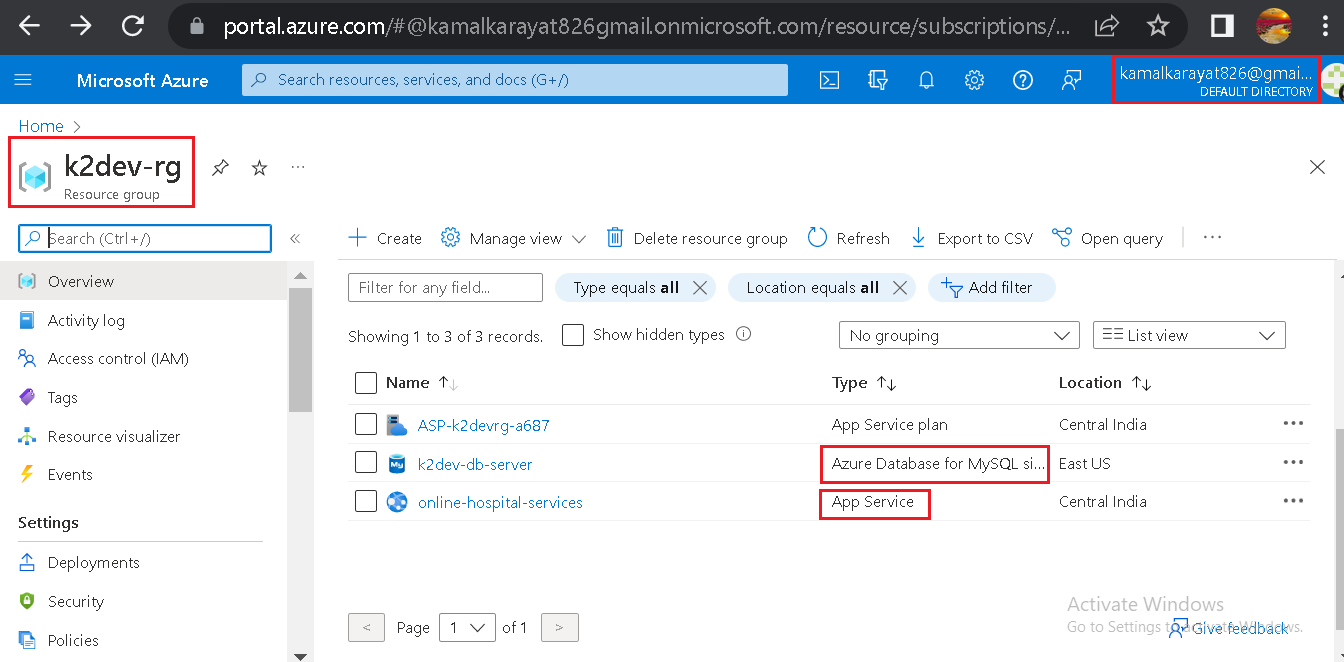 portal.azure.com/#@kamalkarayat826gmail.onmicrosoft.com/resource/subscriptions/...
Microsoft Azure
Search resources, services, and docs (G+/)
kamalkarayat826@gmai...
DEFAULT DIRECTORY
Home >
k2dev-rg
Resource group
...
Search (Ctrl+/)
«
Create
Manage view
Delete resource group
Refresh
Export to CSV
Open query
...
Overview
Activity log
Access control (IAM)
Tags
Resource visualizer
Events
Settings
Deployments
Security
Policies
Filter for any field...
Type equals all
Location equals all
Add filter
Showing 1 to 3 of 3 records.
Show hidden types
No grouping
List view
Name ↑↓
Type ↑↓
Location ↑↓
ASP-k2devrg-a687
App Service plan
Central India
...
My
k2dev-db-server
Azure Database for MySQL si...
East US
...
online-hospital-services
App Service
Central India
...
< Page 1 of 1 >
Activate Windows
Go to Settings to activate Windows.
Give feedback